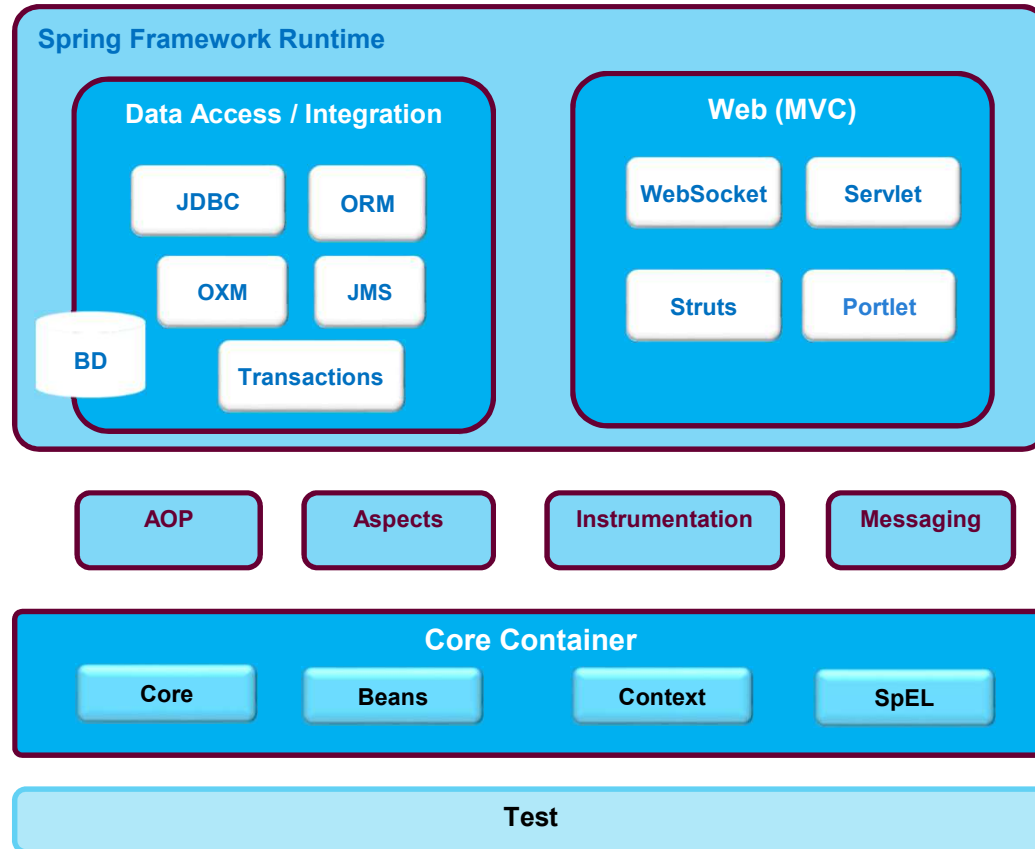 Spring Framework Runtime
Data Access / Integration
JDBC
ORM
OXM
JMS
BD
Transactions
Web (MVC)
WebSocket
Servlet
Struts
Portlet
AOP
Aspects
Instrumentation
Messaging
Core Container
Core
Beans
Context
SpEL
Test